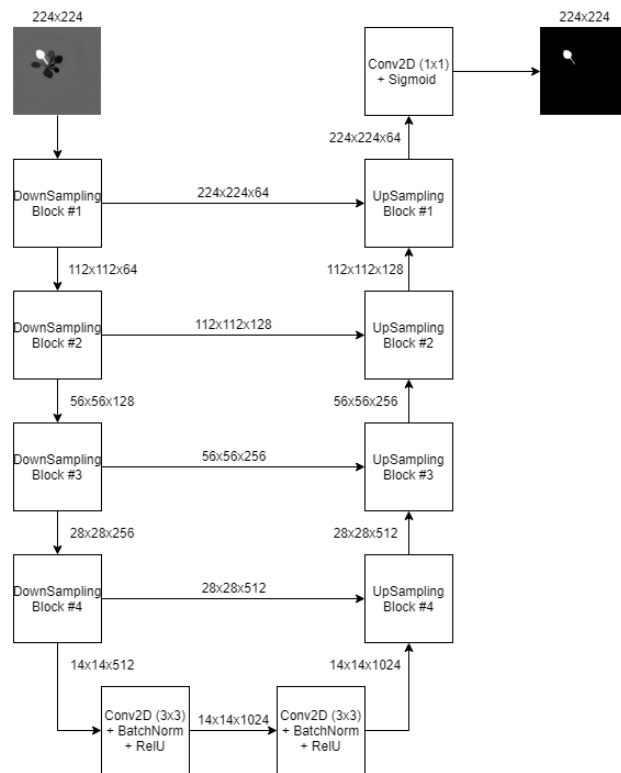 224x224
224x224
Conv2D (1x1)
+ Sigmoid
224x224x64
DownSampling
Block #1
224x224x64
UpSampling
Block #1
112x112x64
112x112x128
DownSampling
Block #2
112x112x128
UpSampling
Block #2
56x56x128
56x56x256
DownSampling
Block #3
56x56x256
UpSampling
Block #3
28x28x256
28x28x512
DownSampling
Block #4
28x28x512
UpSampling
Block #4
14x14x512
14x14x1024
Conv2D (3x3)
+ BatchNorm
+ RelU
14x14x1024
Conv2D (3x3)
+ BatchNorm
+ RelU